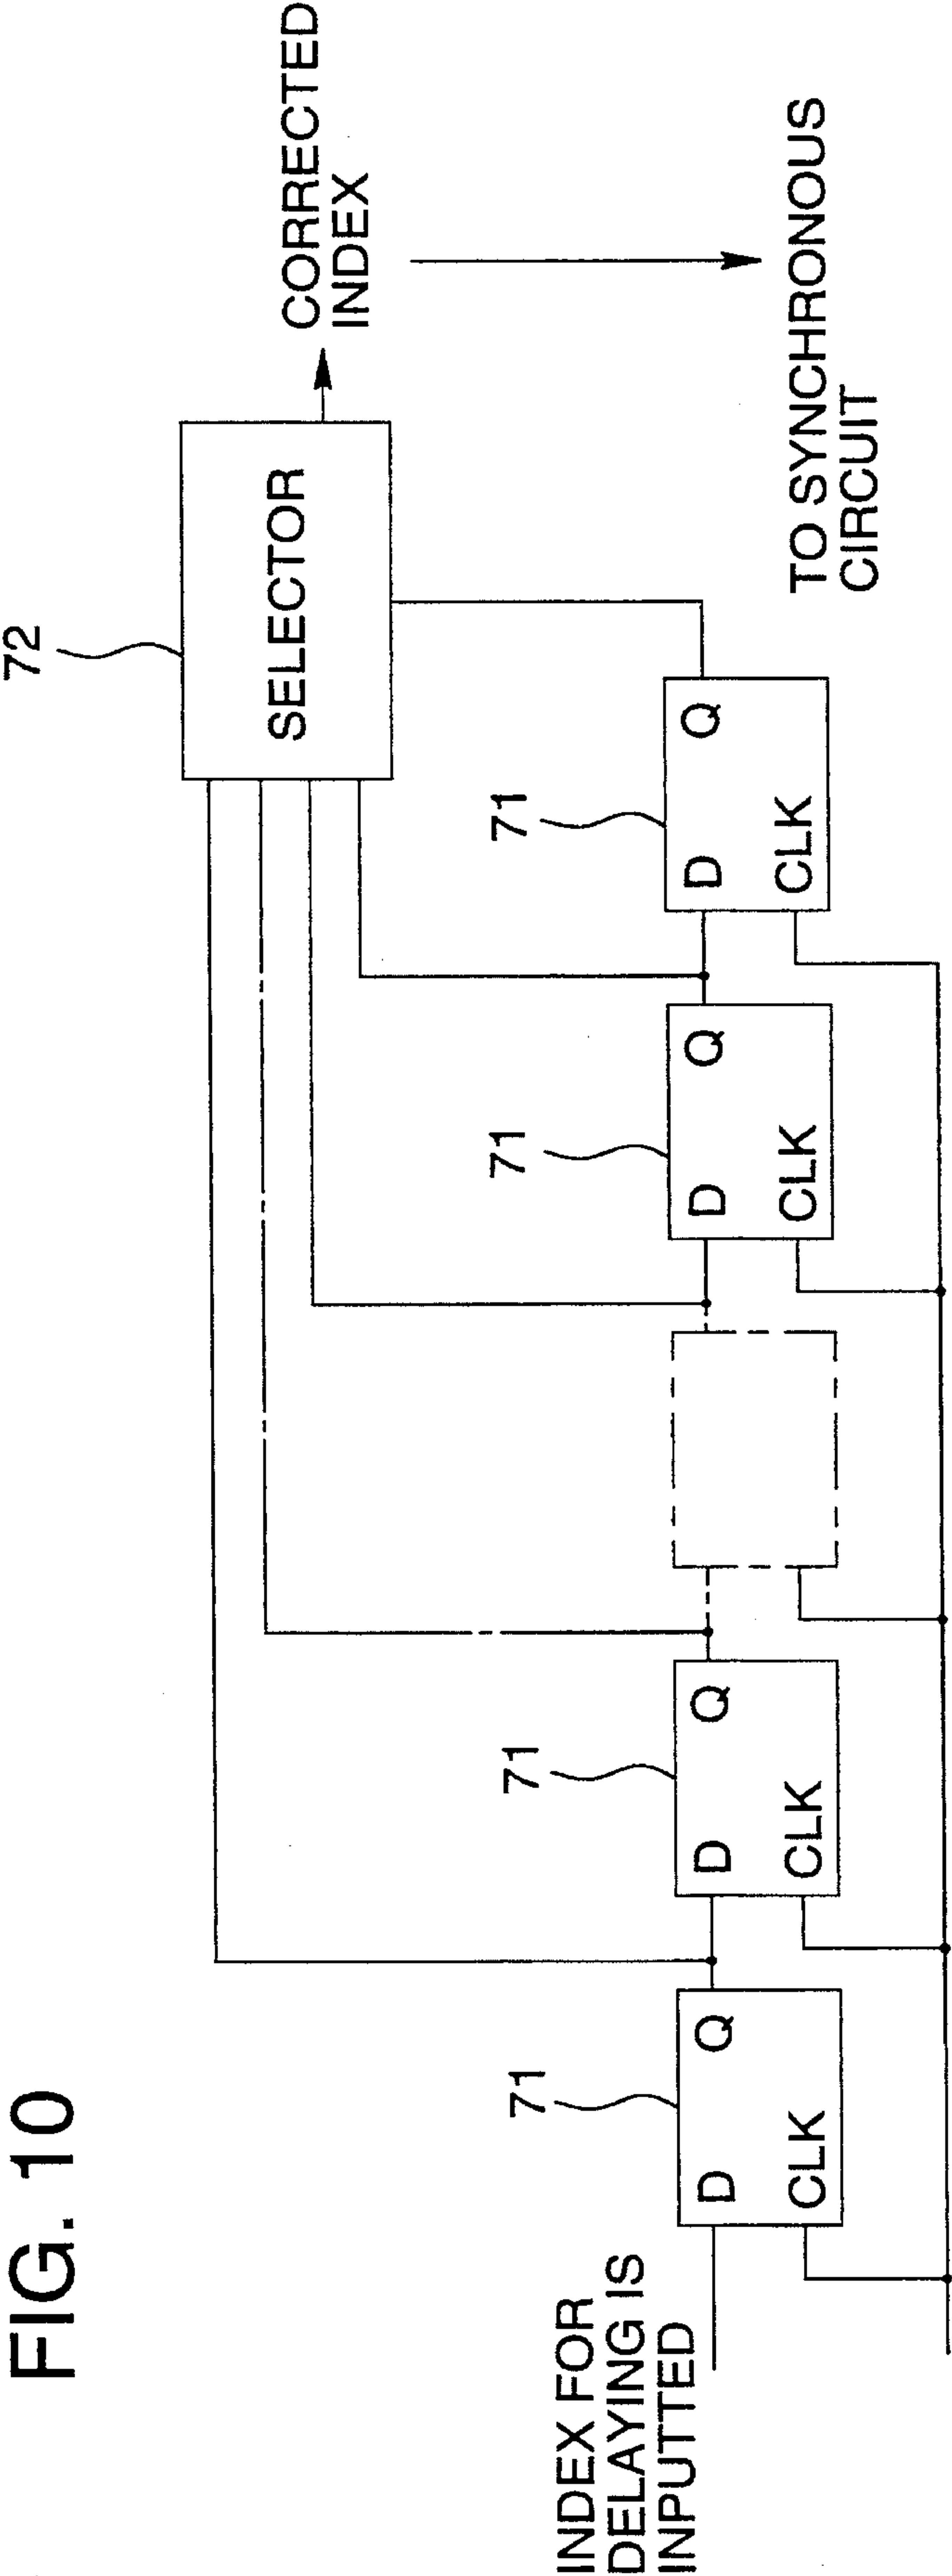 FIG. 10
72
SELECTOR
CORRECTED
INDEX
TO SYNCHRONOUS
CIRCUIT
INDEX FOR
DELAYING IS
INPUTTED
71
D
Q
CLK
71
D
Q
CLK
71
D
Q
CLK
71
D
Q
CLK